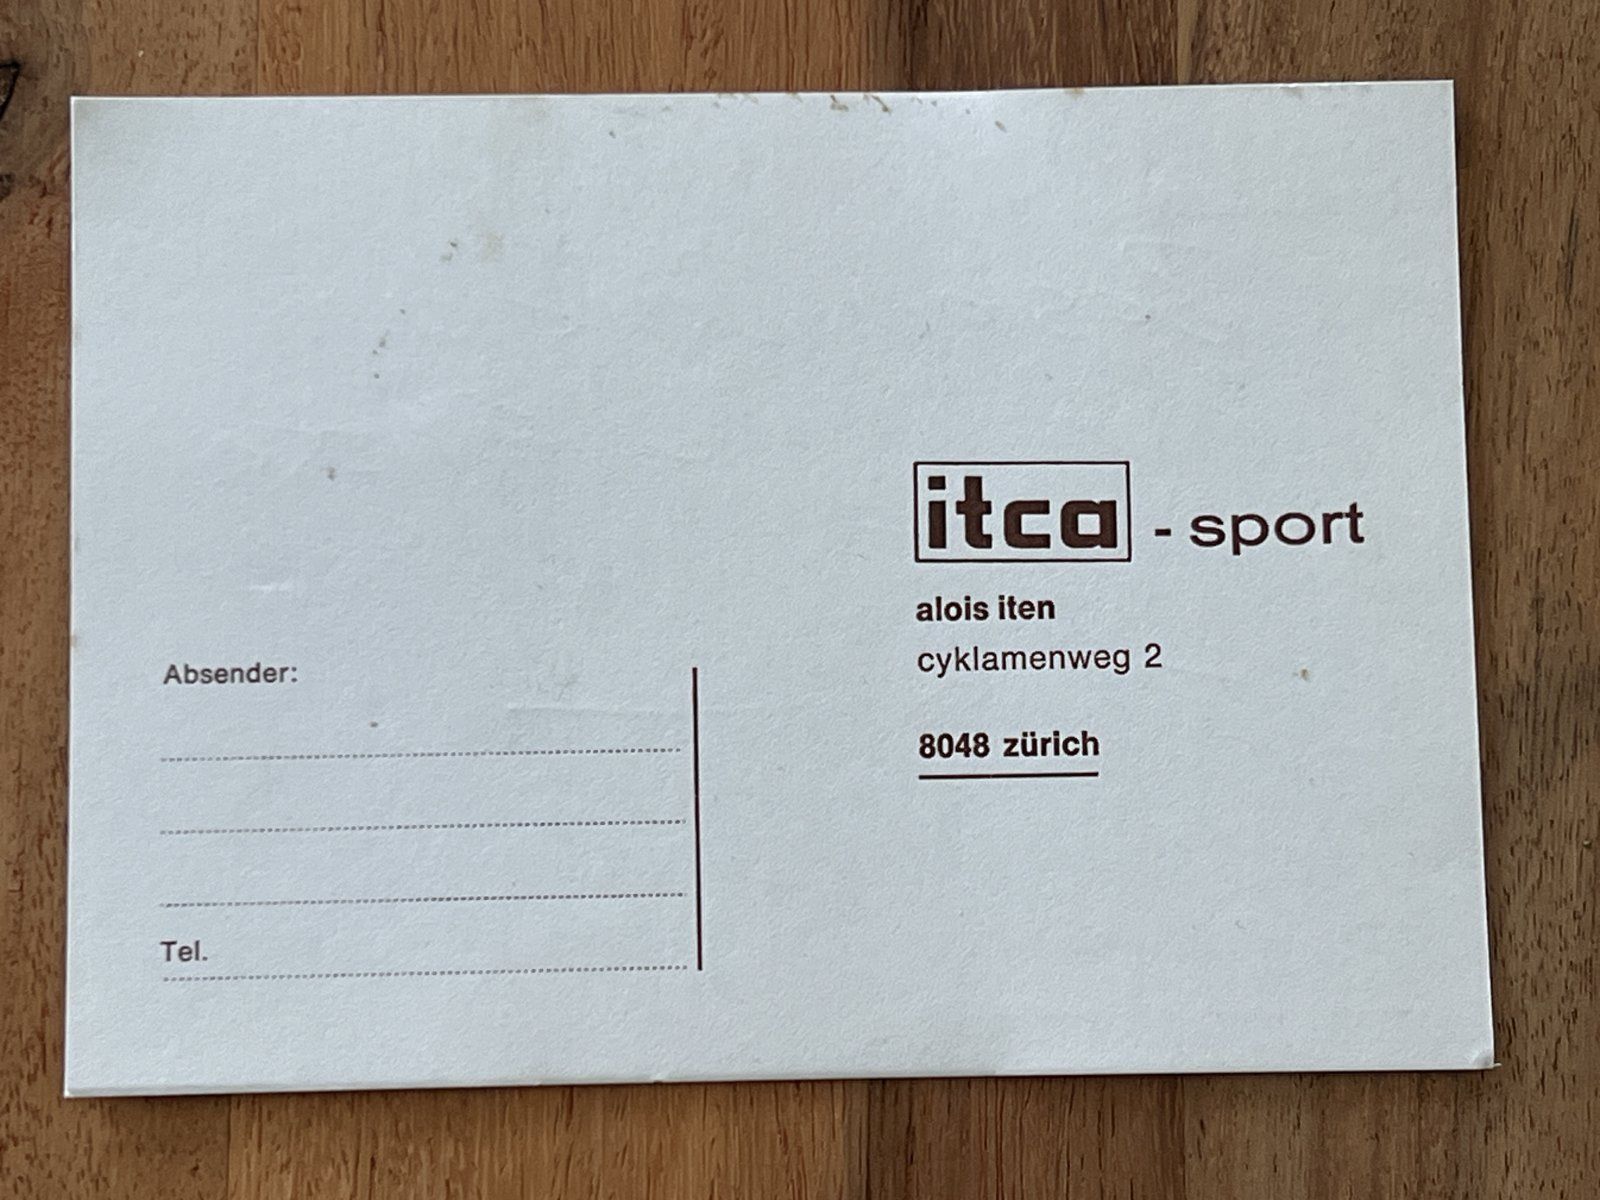 itca - sport
alois iten
cyklamenweg 2
8048 zürich
Absender:
Tel.